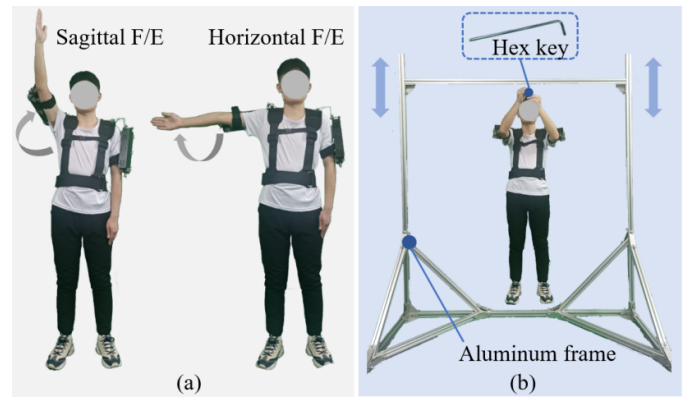 Sagittal F/E
Horizontal F/E
(a)
Hex key
Aluminum frame
(b)